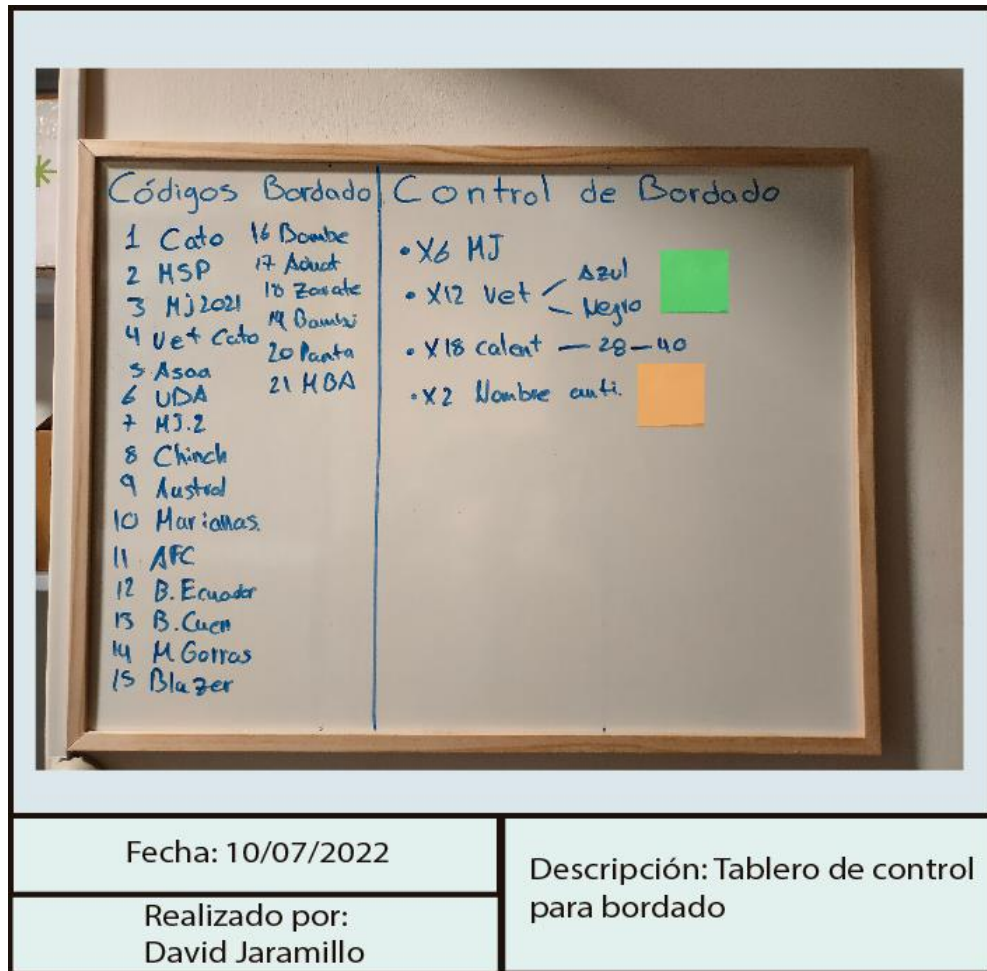 Códigos Bordado
1 Cato
2 MSP
3 MJ2021
4 Vet Cato
5 Asoa
6 UDA
7 MJ.2
8 Chinch
9 Austral
10 Marianas.
11 AFC
12 B. Ecuador
13 B. Cuen
14 M Gorras
15 Blazer
16 Bombe
17
18 Zarate
19 Bambi
20 Panta
21 MBA
Control de Bordado
• X6 MJ
• X12 Vet
Azul
Negro
• X18 calent — 28 — 40
• X2 Nombre anti.
Fecha: 10/07/2022
Realizado por:
David Jaramillo
Descripción: Tablero de control
para bordado